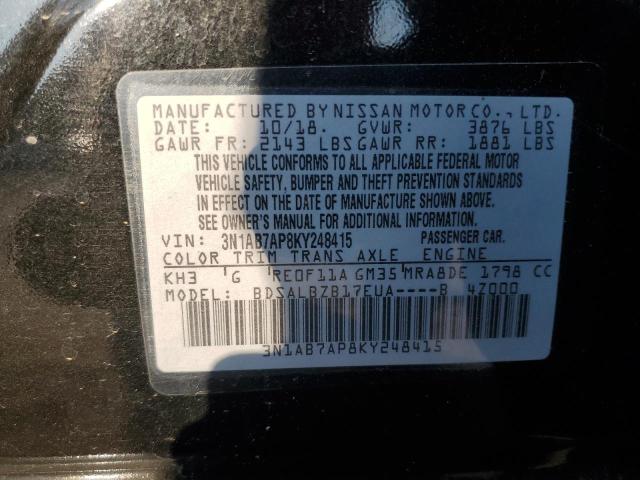 MANUFACTURED BY NISSAN MOTOR CO., LTD.
DATE: 10/18. GVWR: 3876 LBS
GAWR FR: 2143 LBS GAWR RR: 1881 LBS
THIS VEHICLE CONFORMS TO ALL APPLICABLE FEDERAL MOTOR
VEHICLE SAFETY, BUMPER AND THEFT PREVENTION STANDARDS
IN EFFECT ON THE DATE OF MANUFACTURE SHOWN ABOVE.
SEE OWNER'S MANUAL FOR ADDITIONAL INFORMATION.
VIN: 3N1AB7AP8KY248415 PASSENGER CAR.
COLOR TRIM TRANS AXLE ENGINE
KH3 G RE0F11A GM35 MRA8DE 1798 CC
MODEL: BDSALBZB17EUA----B 4Z000
3N1AB7AP8KY248415